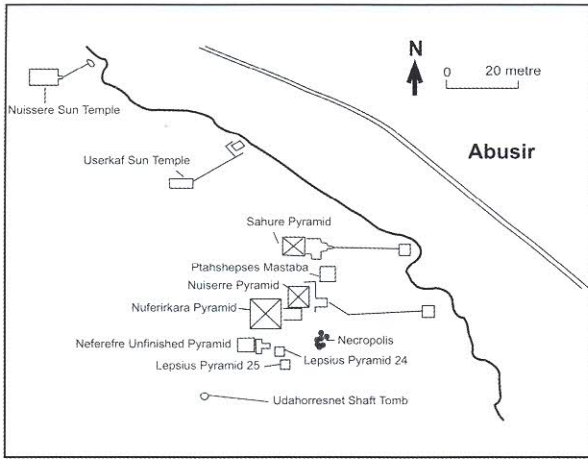 N
0 20 metre
Abusir
Nuissere Sun Temple
Userkaf Sun Temple
Sahure Pyramid
Ptahshepses Mastaba
Nuiserre Pyramid
Nuferirkara Pyramid
Neferefre Unfinished Pyramid
Necropolis
Lepsius Pyramid 24
Lepsius Pyramid 25
Udahorresnet Shaft Tomb